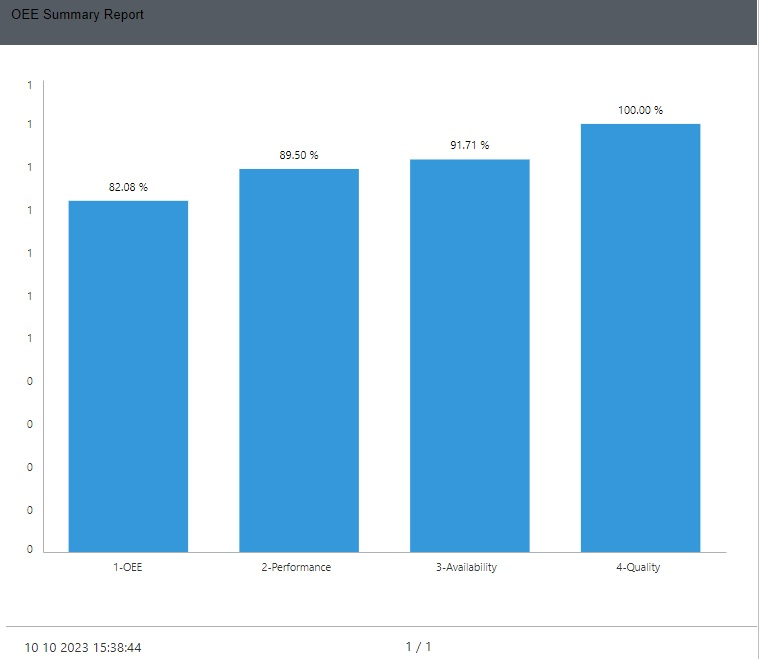 OEE Summary Report
1
1
1
1
1
1
1
0
0
0
0
0
82.08 %
89.50 %
91.71 %
100.00 %
1-OEE
2-Performance
3-Availability
4-Quality
10 10 2023 15:38:44
1 / 1